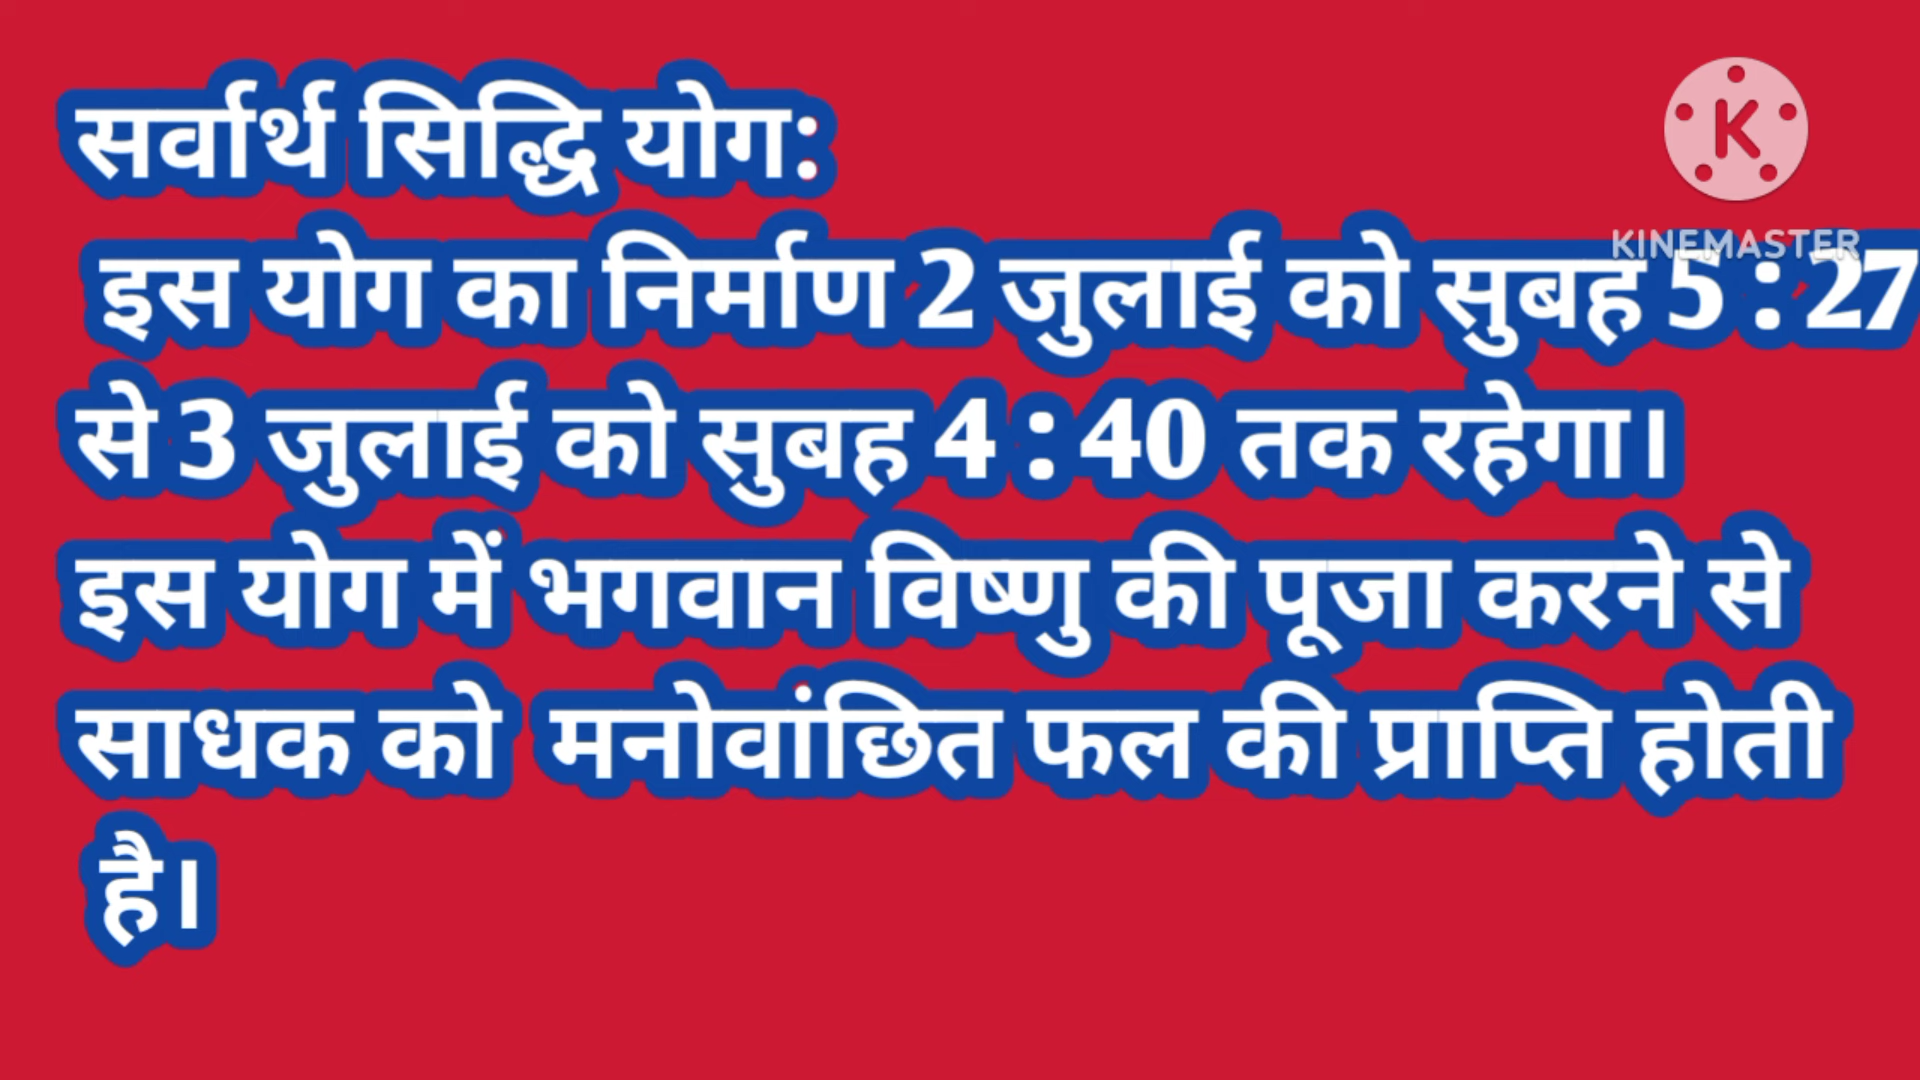 सर्वार्थ सिद्धि योग:
K
KINEMASTER
इस योग का निर्माण 2 जुलाई को सुबह 5 : 27
से 3 जुलाई को सुबह 4 : 40 तक रहेगा।
इस योग में भगवान विष्णु की पूजा करने से
साधक को मनोवांछित फल की प्राप्ति होती
है।